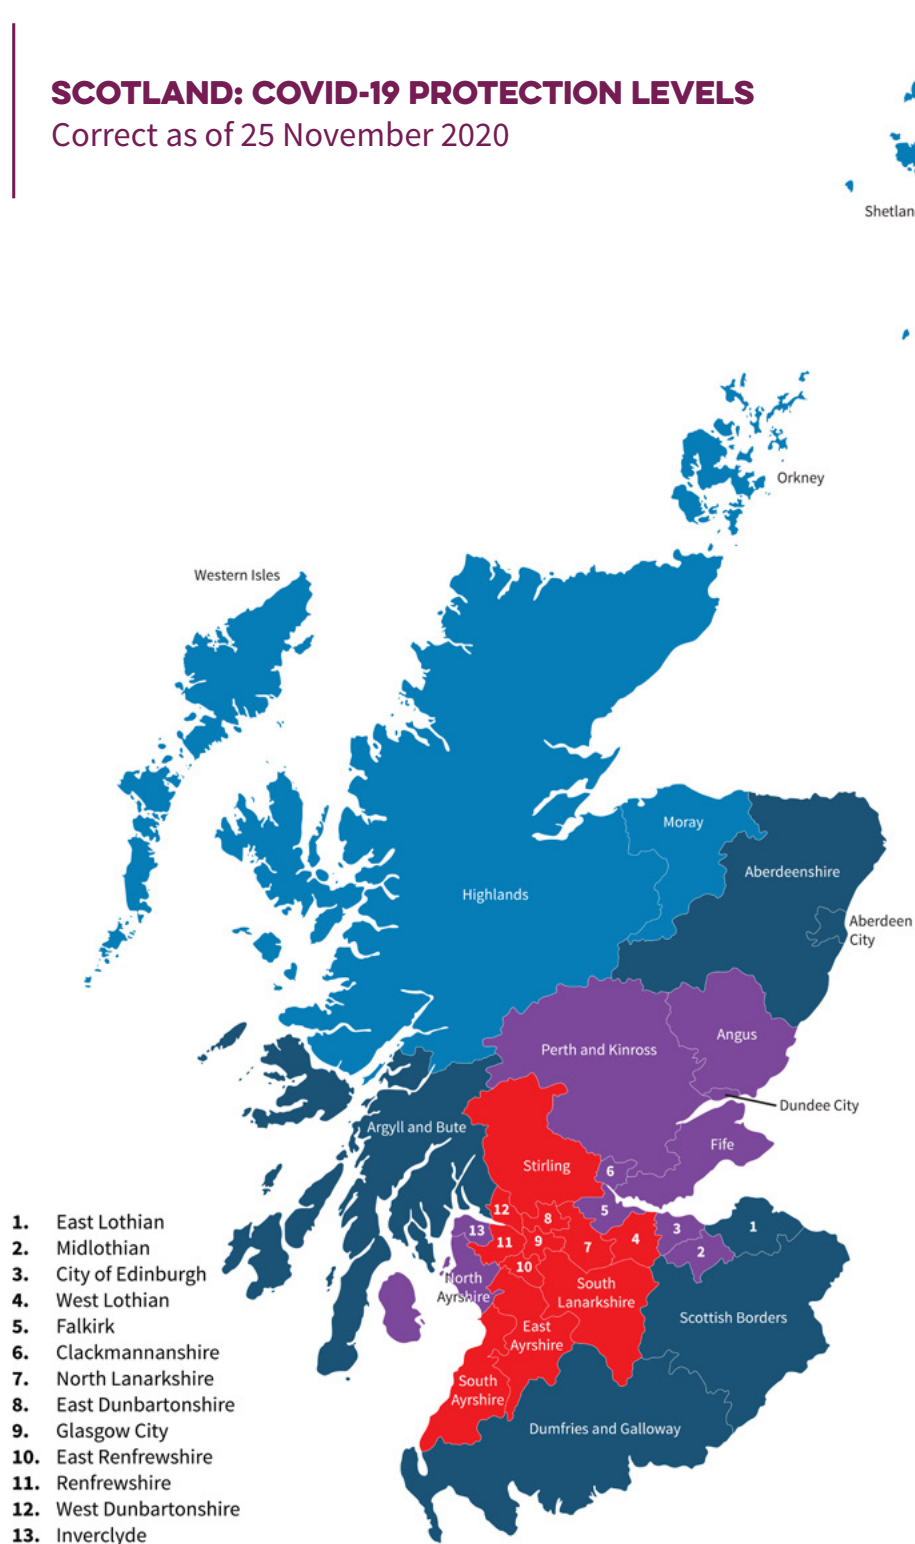 SCOTLAND: COVID-19 PROTECTION LEVELS
Correct as of 25 November 2020
Shetlan
Orkney
Western Isles
Moray
Aberdeenshire
Highlands
Aberdeen
City
Angus
Perth and Kinross
Dundee City
Argyll and Bute
Fife
Stirling
6
12
8
5
13
11
9
7
4
3
1
2
10
North
Ayrshire
South
Lanarkshire
Scottish Borders
East
Ayrshire
South
Ayrshire
Dumfries and Galloway
1. East Lothian
2. Midlothian
3. City of Edinburgh
4. West Lothian
5. Falkirk
6. Clackmannanshire
7. North Lanarkshire
8. East Dunbartonshire
9. Glasgow City
10. East Renfrewshire
11. Renfrewshire
12. West Dunbartonshire
13. Inverclyde